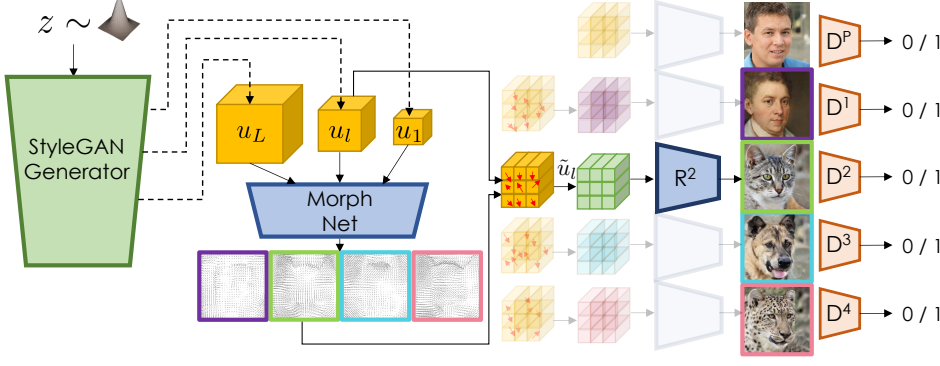 z ~
StyleGAN
Generator
u_L
u_l
u_1
Morph
Net
ũ_l
R²
Dᴾ
0 / 1
D¹
0 / 1
D²
0 / 1
D³
0 / 1
D⁴
0 / 1